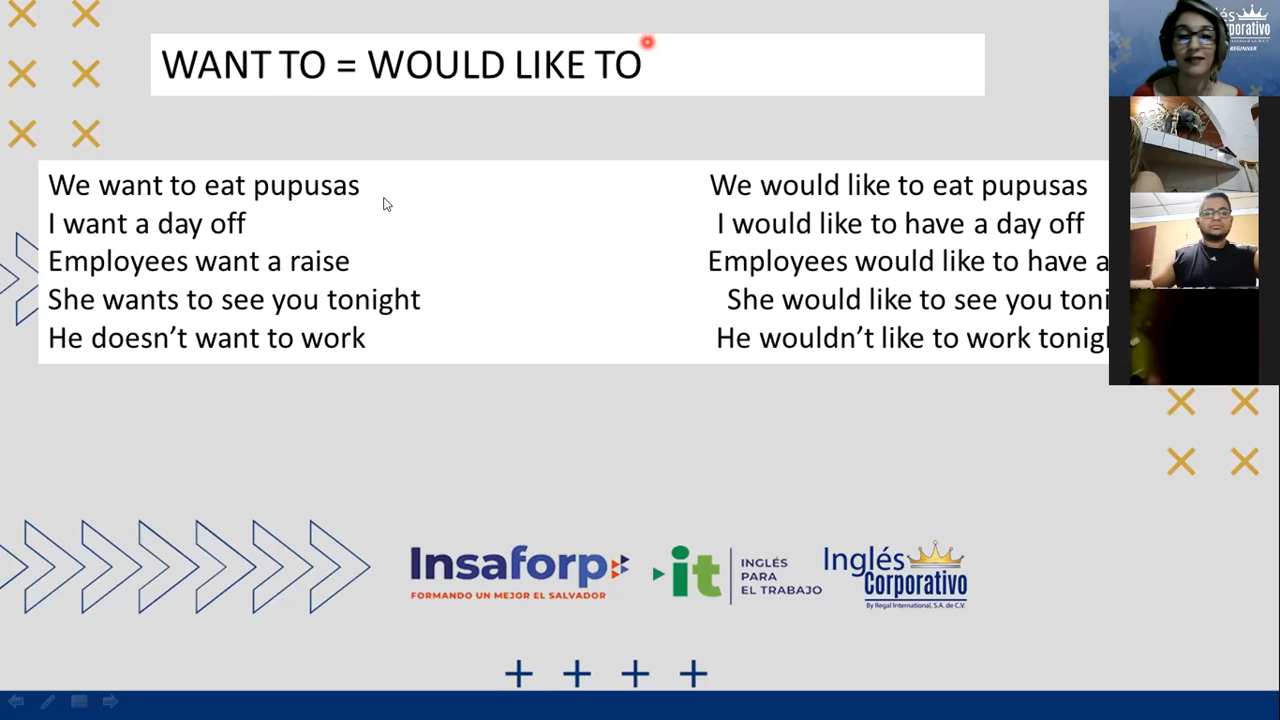 WANT TO = WOULD LIKE TO
We want to eat pupusas
I want a day off
Employees want a raise
She wants to see you tonight
He doesn't want to work
We would like to eat pupusas
I would like to have a day off
Employees would like to have a
She would like to see you toni
He wouldn't like to work tonigh
Insaforp
FORMANDO UN MEJOR EL SALVADOR
it
INGLÉS
PARA
EL TRABAJO
Inglés
Corporativo
By Regal International, S.A. de C.V.
BEGINNER